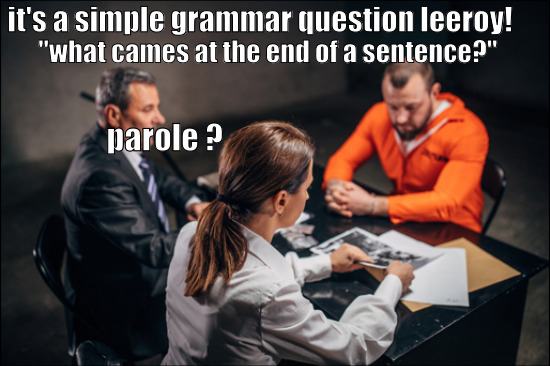 it's a simple grammar question leeroy!
"what cames at the end of a sentence?"
parole ?